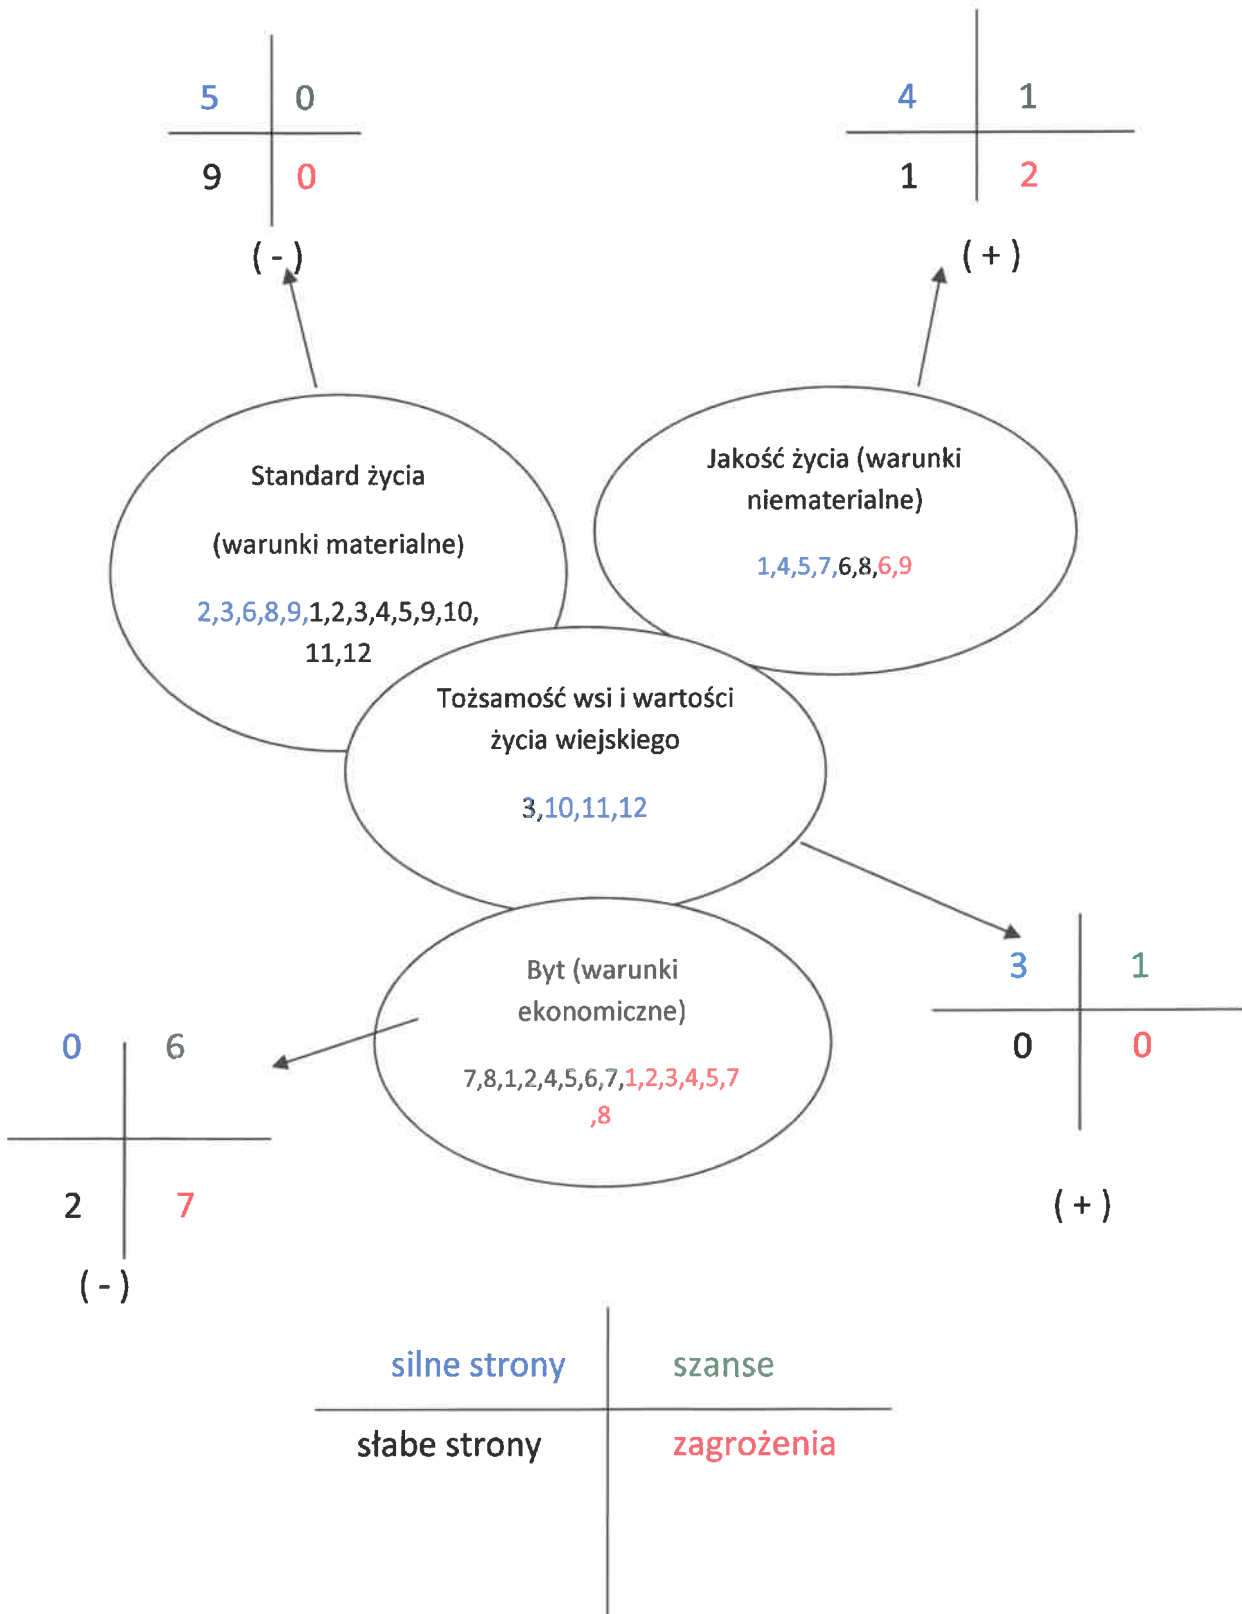 5 0
9 0
( - )
4 1
1 2
( + )
Standard życia
(warunki materialne)
2,3,6,8,9,1,2,3,4,5,9,10,
11,12
Jakość życia (warunki
niematerialne)
1,4,5,7,6,8,6,9
Tożsamość wsi i wartości
życia wiejskiego
3,10,11,12
Byt (warunki
ekonomiczne)
7,8,1,2,4,5,6,7,1,2,3,4,5,7
,8
3 1
0 0
( + )
0 6
2 7
( - )
silne strony szanse
słabe strony zagrożenia